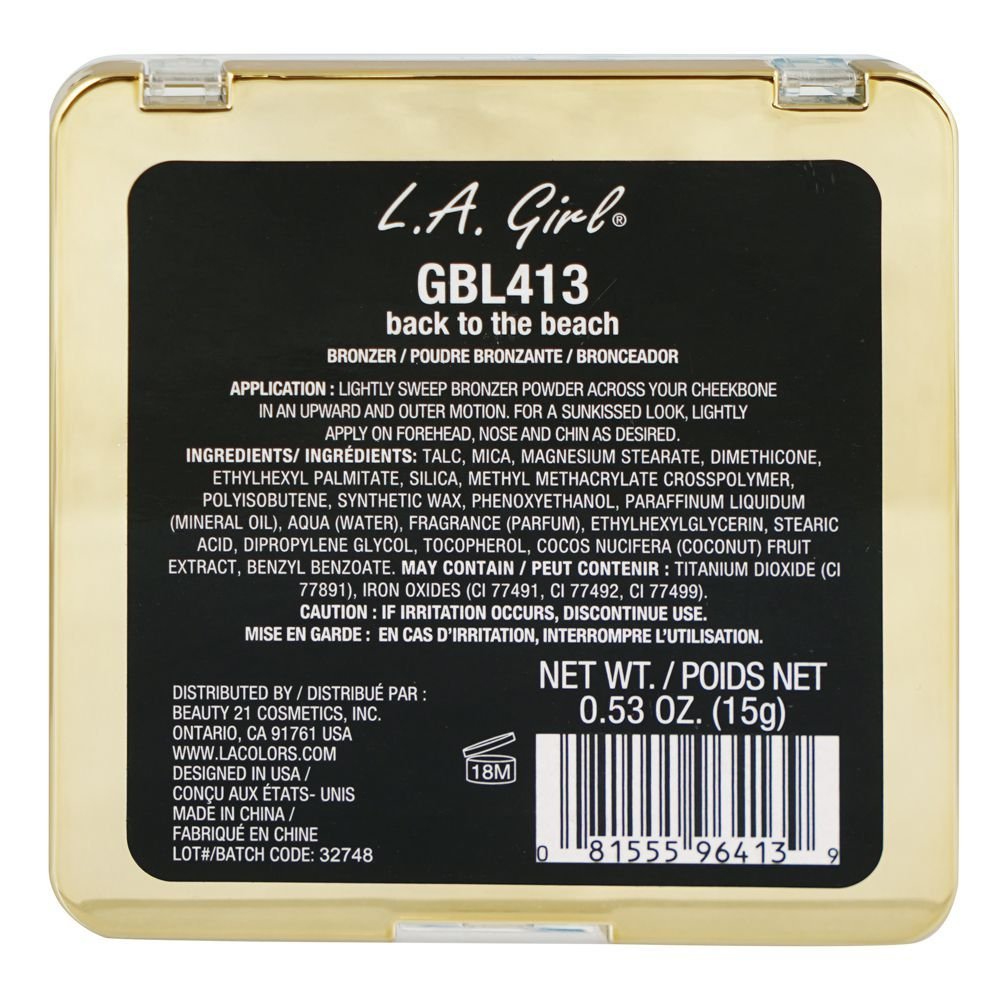 L.A. Girl®
GBL413
back to the beach
BRONZER / POUDRE BRONZANTE / BRONCEADOR
APPLICATION : LIGHTLY SWEEP BRONZER POWDER ACROSS YOUR CHEEKBONE
IN AN UPWARD AND OUTER MOTION. FOR A SUNKISSED LOOK, LIGHTLY
APPLY ON FOREHEAD, NOSE AND CHIN AS DESIRED.
INGREDIENTS/ INGRÉDIENTS: TALC, MICA, MAGNESIUM STEARATE, DIMETHICONE,
ETHYLHEXYL PALMITATE, SILICA, METHYL METHACRYLATE CROSSPOLYMER,
POLYISOBUTENE, SYNTHETIC WAX, PHENOXYETHANOL, PARAFFINUM LIQUIDUM
(MINERAL OIL), AQUA (WATER), FRAGRANCE (PARFUM), ETHYLHEXYLGLYCERIN, STEARIC
ACID, DIPROPYLENE GLYCOL, TOCOPHEROL, COCOS NUCIFERA (COCONUT) FRUIT
EXTRACT, BENZYL BENZOATE. MAY CONTAIN / PEUT CONTENIR : TITANIUM DIOXIDE (CI
77891), IRON OXIDES (CI 77491, CI 77492, CI 77499).
CAUTION : IF IRRITATION OCCURS, DISCONTINUE USE.
MISE EN GARDE : EN CAS D'IRRITATION, INTERROMPRE L'UTILISATION.
NET WT. / POIDS NET
0.53 OZ. (15g)
DISTRIBUTED BY / DISTRIBUÉ PAR :
BEAUTY 21 COSMETICS, INC.
ONTARIO, CA 91761 USA
WWW.LACOLORS.COM
DESIGNED IN USA /
CONÇU AUX ÉTATS- UNIS
MADE IN CHINA /
FABRIQUÉ EN CHINE
LOT#/BATCH CODE: 32748
18M
0 81555 96413 9